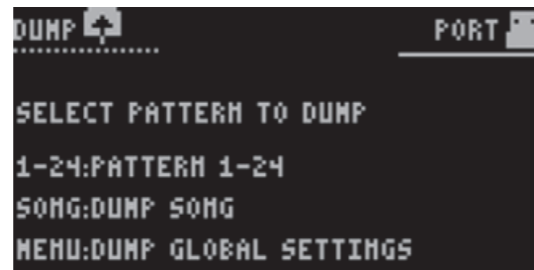 DUMP PORT
SELECT PATTERN TO DUMP
1-24:PATTERN 1-24
SONG:DUMP SONG
MENU:DUMP GLOBAL SETTINGS